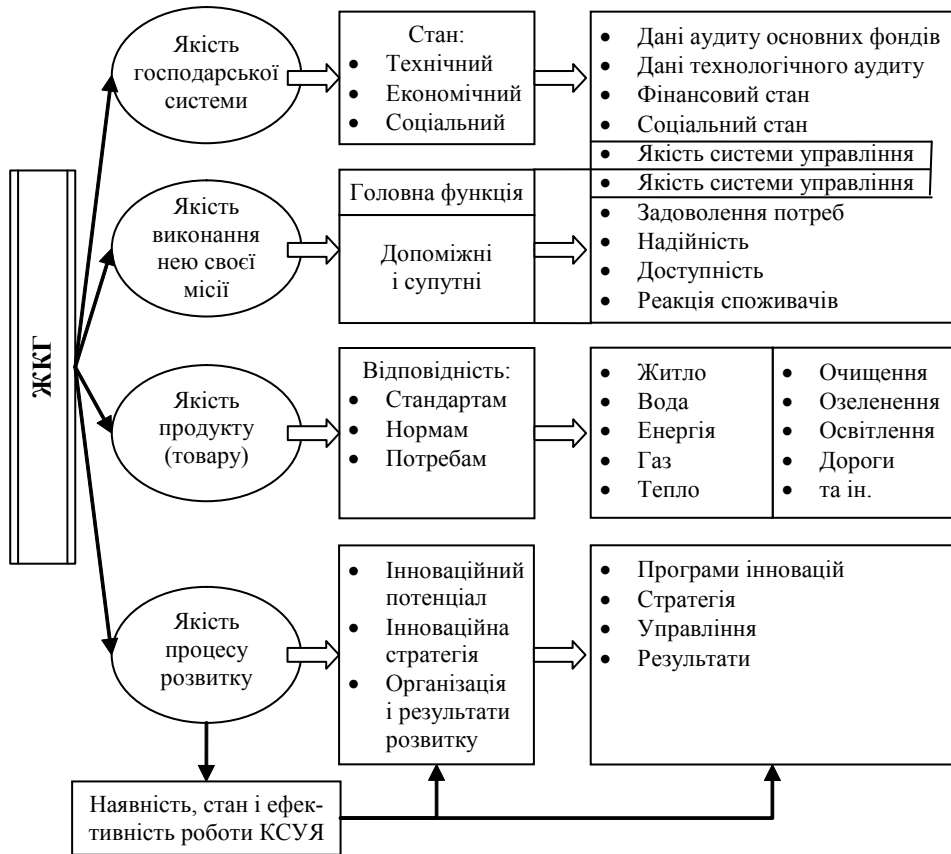 ЖКГ
Якість
господарської
системи
Стан:
• Технічний
• Економічний
• Соціальний
• Дані аудиту основних фондів
• Дані технологічного аудиту
• Фінансовий стан
• Соціальний стан
• Якість системи управління
• Якість системи управління
• Задоволення потреб
• Надійність
• Доступність
• Реакція споживачів
Якість
виконання
нею своєї
місії
Головна функція
Допоміжні
і супутні
Якість
продукту
(товару)
Відповідність:
• Стандартам
• Нормам
• Потребам
• Житло
• Вода
• Енергія
• Газ
• Тепло
• Очищення
• Озеленення
• Освітлення
• Дороги
• та ін.
Якість
процесу
розвитку
• Інноваційний
потенціал
• Інноваційна
стратегія
• Організація
і результати
розвитку
• Програми інновацій
• Стратегія
• Управління
• Результати
Наявність, стан і ефек-
тивність роботи КСУЯ